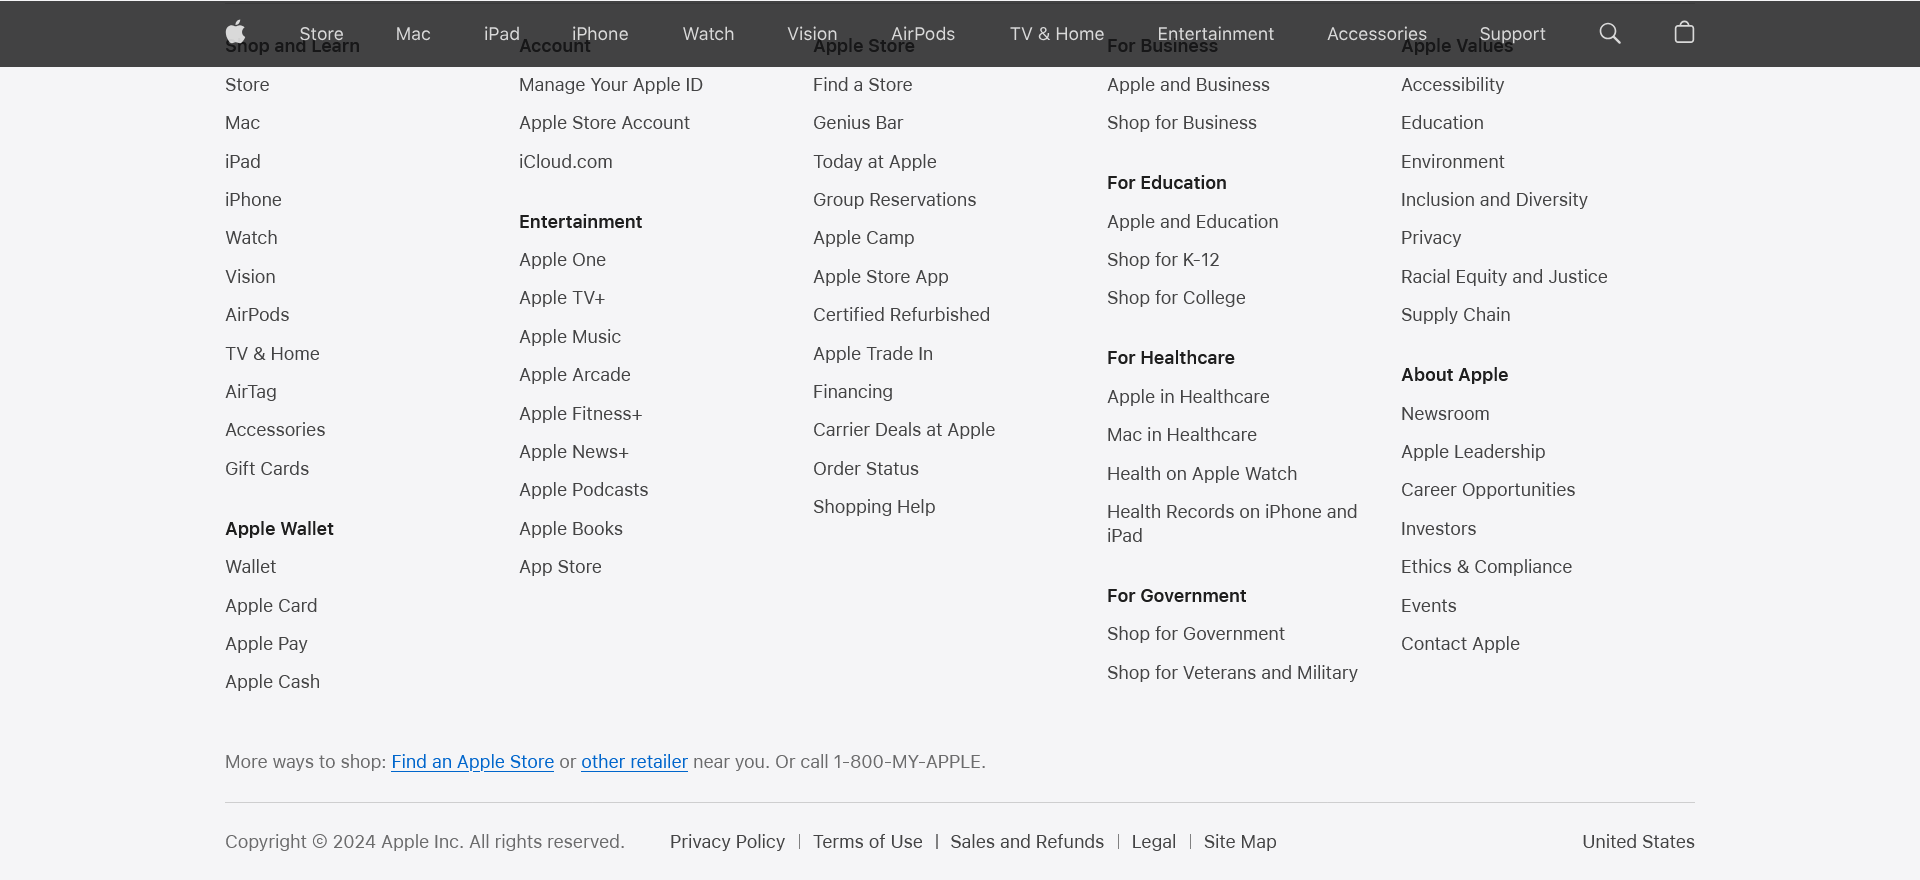 Store
Mac
iPad
iPhone
Watch
Vision
AirPods
TV & Home
Entertainment
Accessories
Support
Shop and Learn
Store
Mac
iPad
iPhone
Watch
Vision
AirPods
TV & Home
AirTag
Accessories
Gift Cards
Apple Wallet
Wallet
Apple Card
Apple Pay
Apple Cash
Account
Manage Your Apple ID
Apple Store Account
iCloud.com
Entertainment
Apple One
Apple TV+
Apple Music
Apple Arcade
Apple Fitness+
Apple News+
Apple Podcasts
Apple Books
App Store
Apple Store
Find a Store
Genius Bar
Today at Apple
Group Reservations
Apple Camp
Apple Store App
Certified Refurbished
Apple Trade In
Financing
Carrier Deals at Apple
Order Status
Shopping Help
For Business
Apple and Business
Shop for Business
For Education
Apple and Education
Shop for K-12
Shop for College
For Healthcare
Apple in Healthcare
Mac in Healthcare
Health on Apple Watch
Health Records on iPhone and
iPad
For Government
Shop for Government
Shop for Veterans and Military
Apple Values
Accessibility
Education
Environment
Inclusion and Diversity
Privacy
Racial Equity and Justice
Supply Chain
About Apple
Newsroom
Apple Leadership
Career Opportunities
Investors
Ethics & Compliance
Events
Contact Apple
More ways to shop: Find an Apple Store or other retailer near you. Or call 1-800-MY-APPLE.
Copyright © 2024 Apple Inc. All rights reserved.
Privacy Policy | Terms of Use | Sales and Refunds | Legal | Site Map
United States